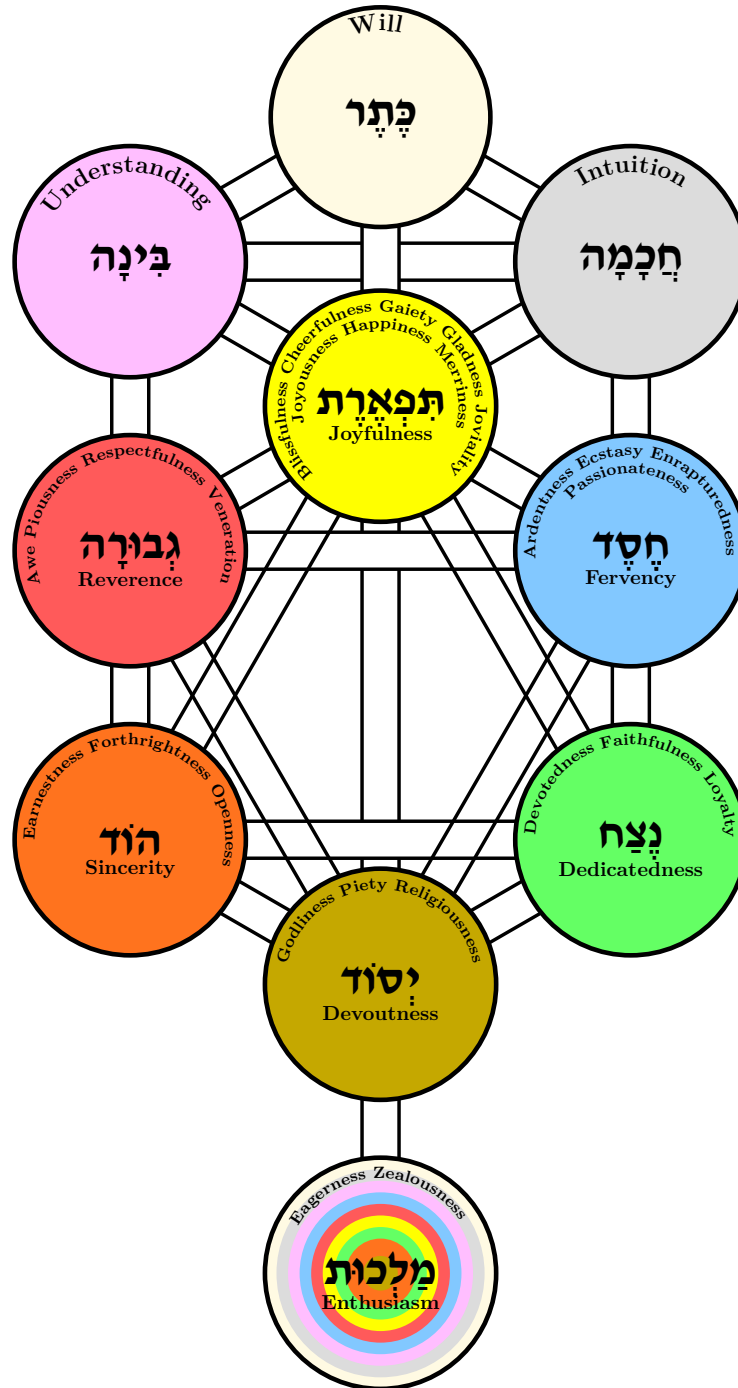 Will
כֶּתֶר
Understanding
בִּינָה
Intuition
חֲכָמָה
Blissfulness Cheerfulness Gaiety Gladness Joviality
Joyousness Happiness Merriness
תִּפְאֶרֶת
Joyfulness
Awe Piousness Respectfulness Veneration
גְבוּרָה
Reverence
Ardentness Ecstasy Enrapturedness
Passionateness
חֶסֶד
Fervency
Earnestness Forthrightness Openness
הוֹד
Sincerity
Devotedness Faithfulness Loyalty
נֶצַח
Dedicatedness
Godliness Piety Religiousness
יְסוֹד
Devoutness
Eagerness Zealousness
מַלְכוּת
Enthusiasm